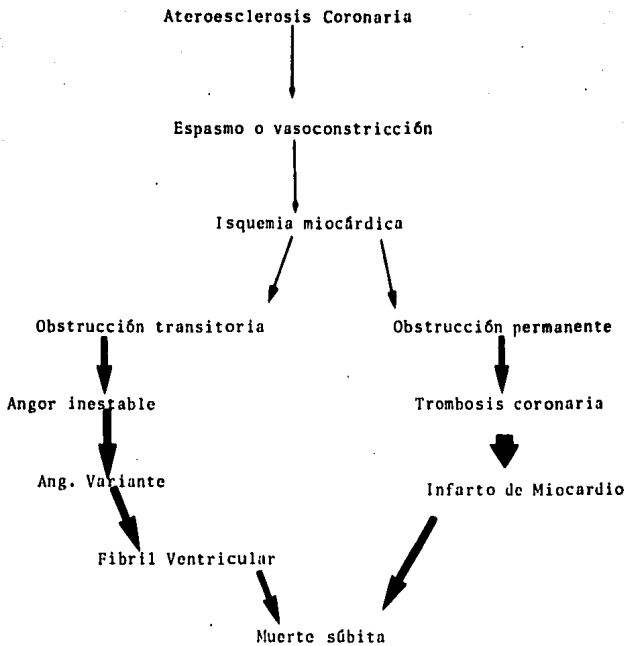 Ateroesclerosis Coronaria
Espasmo o vasoconstricción
Isquemia miocárdica
Obstrucción transitoria
Obstrucción permanente
Angor inestable
Trombosis coronaria
Ang. Variante
Infarto de Miocardio
Fibril Ventricular
Muerte súbita